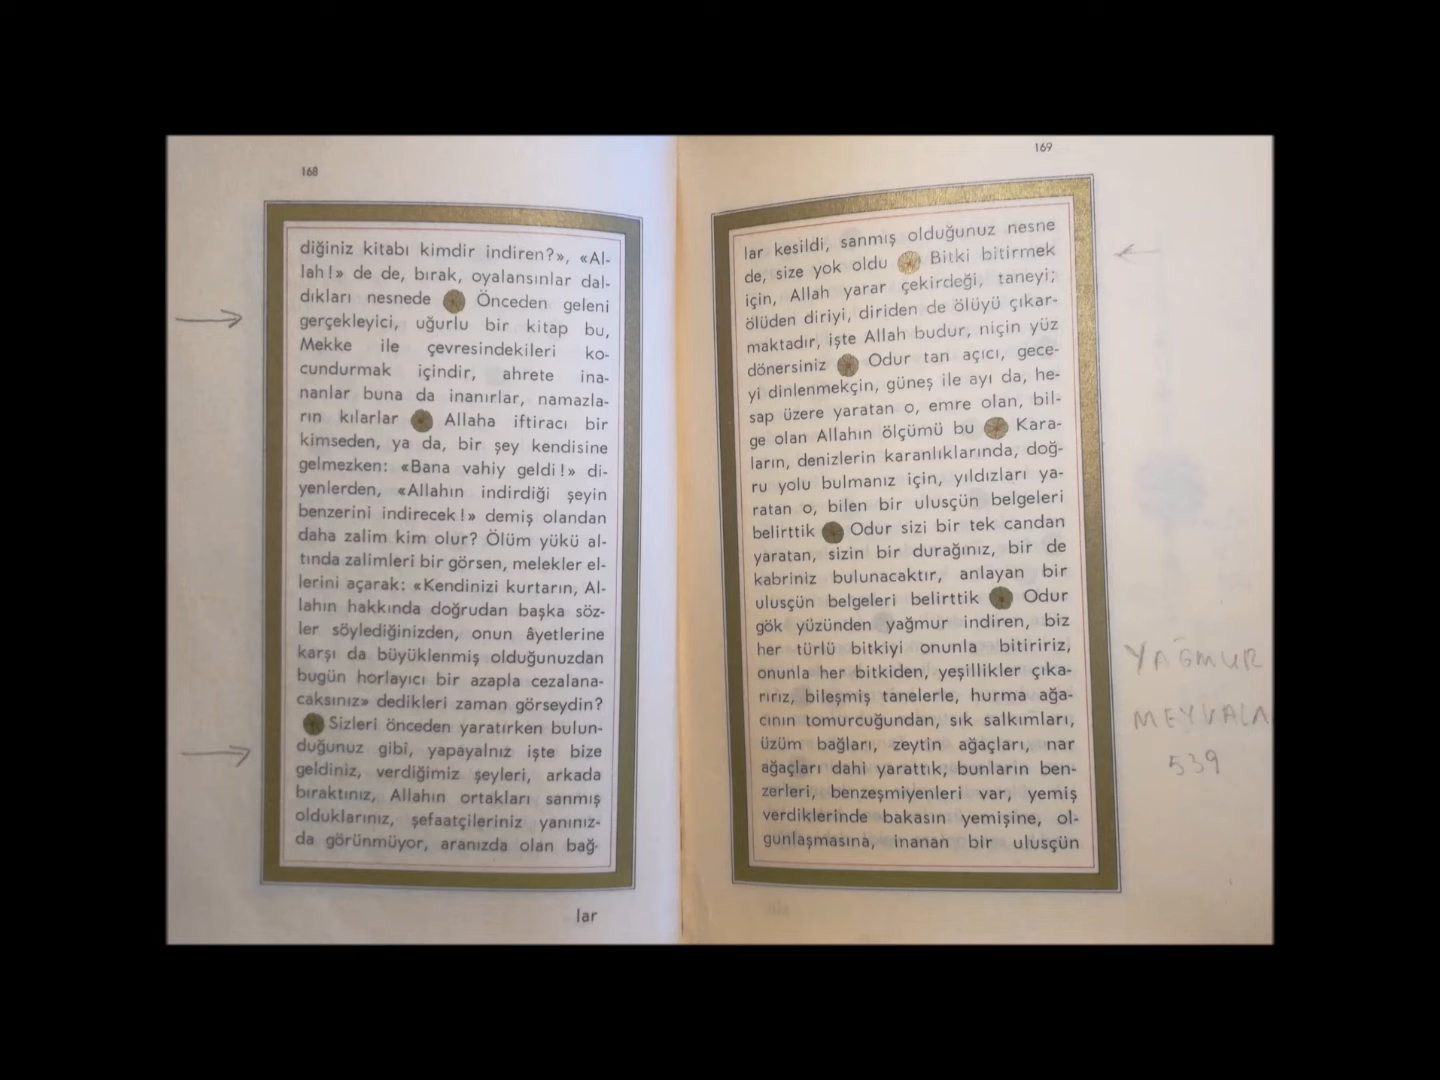 168
diğiniz kitabı kimdir indiren?», «Al-
lah!» de de, bırak, oyalansınlar dal-
dıkları nesnede Önceden geleni
gerçekleyici, uğurlu bir kitap bu,
Mekke ile çevresindekileri ko-
cundurmak içindir, ahrete ina-
nanlar buna da inanırlar, namazla-
rın kılarlar Allaha iftiracı bir
kimseden, ya da, bir şey kendisine
gelmezken: «Bana vahiy geldi!» di-
yenlerden, «Allahın indirdiği şeyin
benzerini indirecek!» demiş olandan
daha zalim kim olur? Ölüm yükü al-
tında zalimleri bir görsen, melekler el-
lerini açarak: «Kendinizi kurtarın, Al-
lahın hakkında doğrudan başka söz-
ler söylediğinizden, onun âyetlerine
karşı da büyüklenmiş olduğunuzdan
bugün horlayıcı bir azapla cezalana-
caksınız» dedikleri zaman görseydin?
Sizleri önceden yaratırken bulun-
duğunuz gibi, yapayalnız işte bize
geldiniz, verdiğimiz şeyleri, arkada
bıraktınız, Allahın ortakları sanmış
olduklarınız, şefaatçileriniz yanınız-
da görünmüyor, aranızda olan bağ-
lar
169
lar kesildi, sanmış olduğunuz nesne
de, size yok oldu Bitki bitirmek
için, Allah yarar çekirdeği, taneyi;
ölüden diriyi, diriden de ölüyü çıkar-
maktadır, işte Allah budur, niçin yüz
dönersiniz Odur tan açıcı, gece-
yi dinlenmekçin, güneş ile ayı da, he-
sap üzere yaratan o, emre olan, bil-
ge olan Allahın ölçümü bu Kara-
ların, denizlerin karanlıklarında, doğ-
ru yolu bulmanız için, yıldızları ya-
ratan o, bilen bir ulusçün belgeleri
belirttik Odur sizi bir tek candan
yaratan, sizin bir durağınız, bir de
kabriniz bulunacaktır, anlayan bir
ulusçün belgeleri belirttik Odur
gök yüzünden yağmur indiren, biz
her türlü bitkiyi onunla bitiririz,
onunla her bitkiden, yeşillikler çıka-
rırız, bileşmiş tanelerle, hurma ağa-
cının tomurcuğundan, sık salkımları,
üzüm bağları, zeytin ağaçları, nar
ağaçları dahi yarattık, bunların ben-
zerleri, benzeşmiyenleri var, yemiş
verdiklerinde bakasın yemişine, ol-
gunlaşmasına, inanan bir ulusçün
YAĞMUR
MEYVALA
539